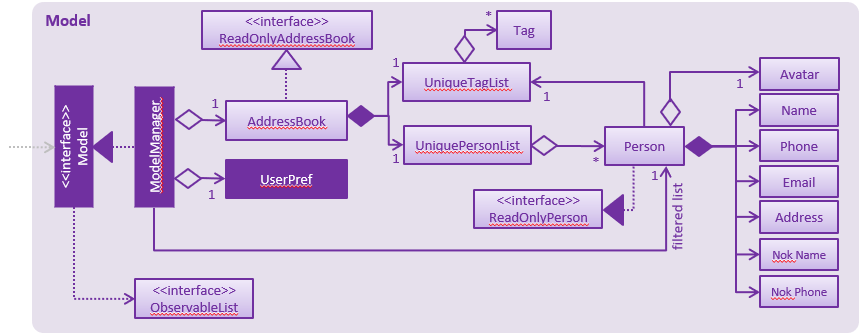 Model
<<interface>>
ReadOnlyAddressBook
*
Tag
1
UniqueTagList
1
Avatar
1
<<interface>>
Model
ModelManager
1
AddressBook
Name
UniquePersonList
1
*
Person
1
Phone
UserPref
1
Email
<<interface>>
ReadOnlyPerson
filtered list
Address
Nok Name
<<interface>>
ObservableList
Nok Phone